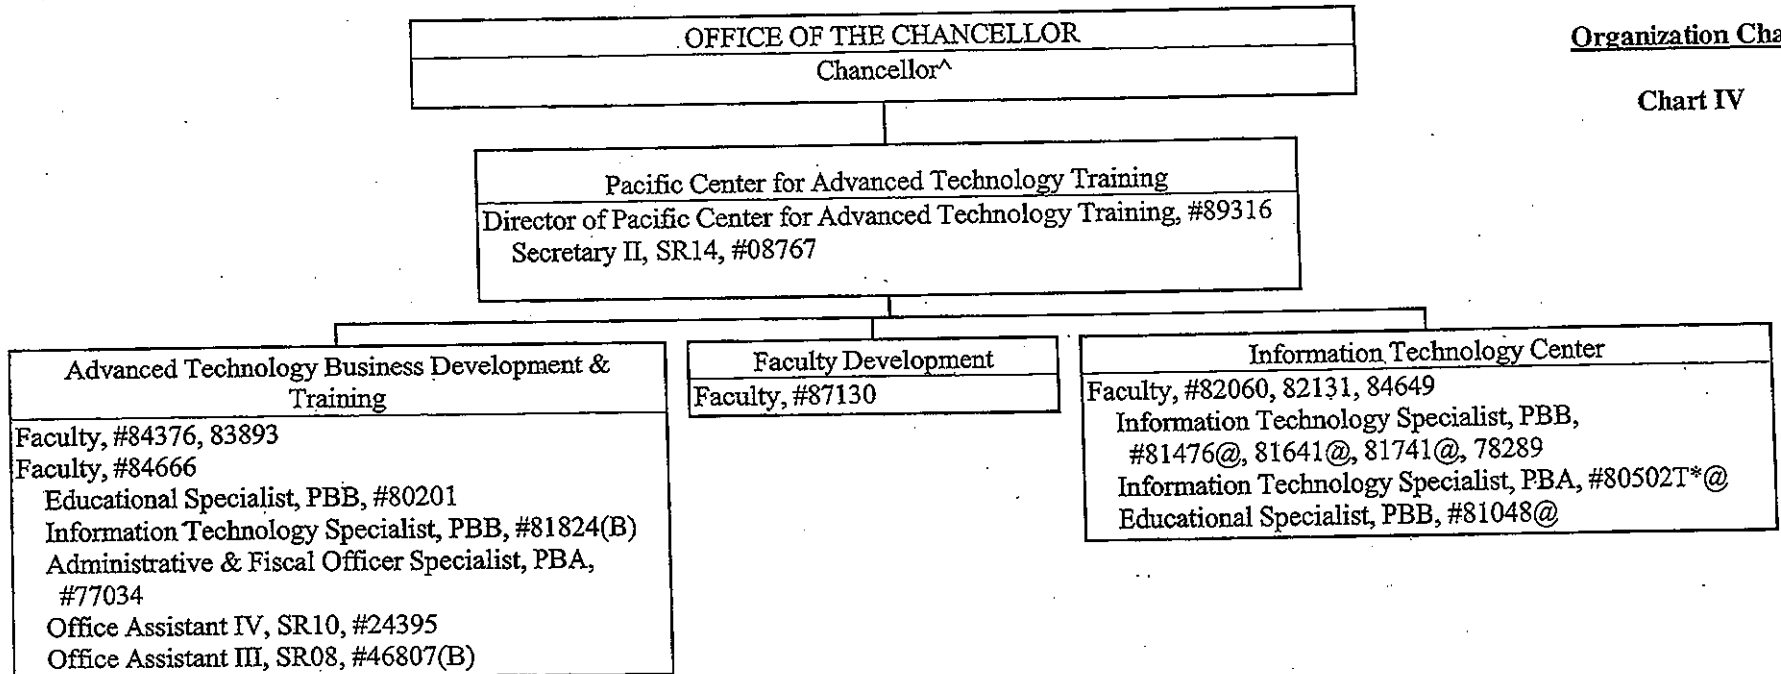 OFFICE OF THE CHANCELLOR
Chancellor^
Organization Cha
Chart IV
Pacific Center for Advanced Technology Training
Director of Pacific Center for Advanced Technology Training, #89316
Secretary II, SR14, #08767
Advanced Technology Business Development &
Training
Faculty, #84376, 83893
Faculty, #84666
Educational Specialist, PBB, #80201
Information Technology Specialist, PBB, #81824(B)
Administrative & Fiscal Officer Specialist, PBA,
#77034
Office Assistant IV, SR10, #24395
Office Assistant III, SR08, #46807(B)
Faculty Development
Faculty, #87130
Information Technology Center
Faculty, #82060, 82131, 84649
Information Technology Specialist, PBB,
#81476@, 81641@, 81741@, 78289
Information Technology Specialist, PBA, #80502T*@
Educational Specialist, PBB, #81048@